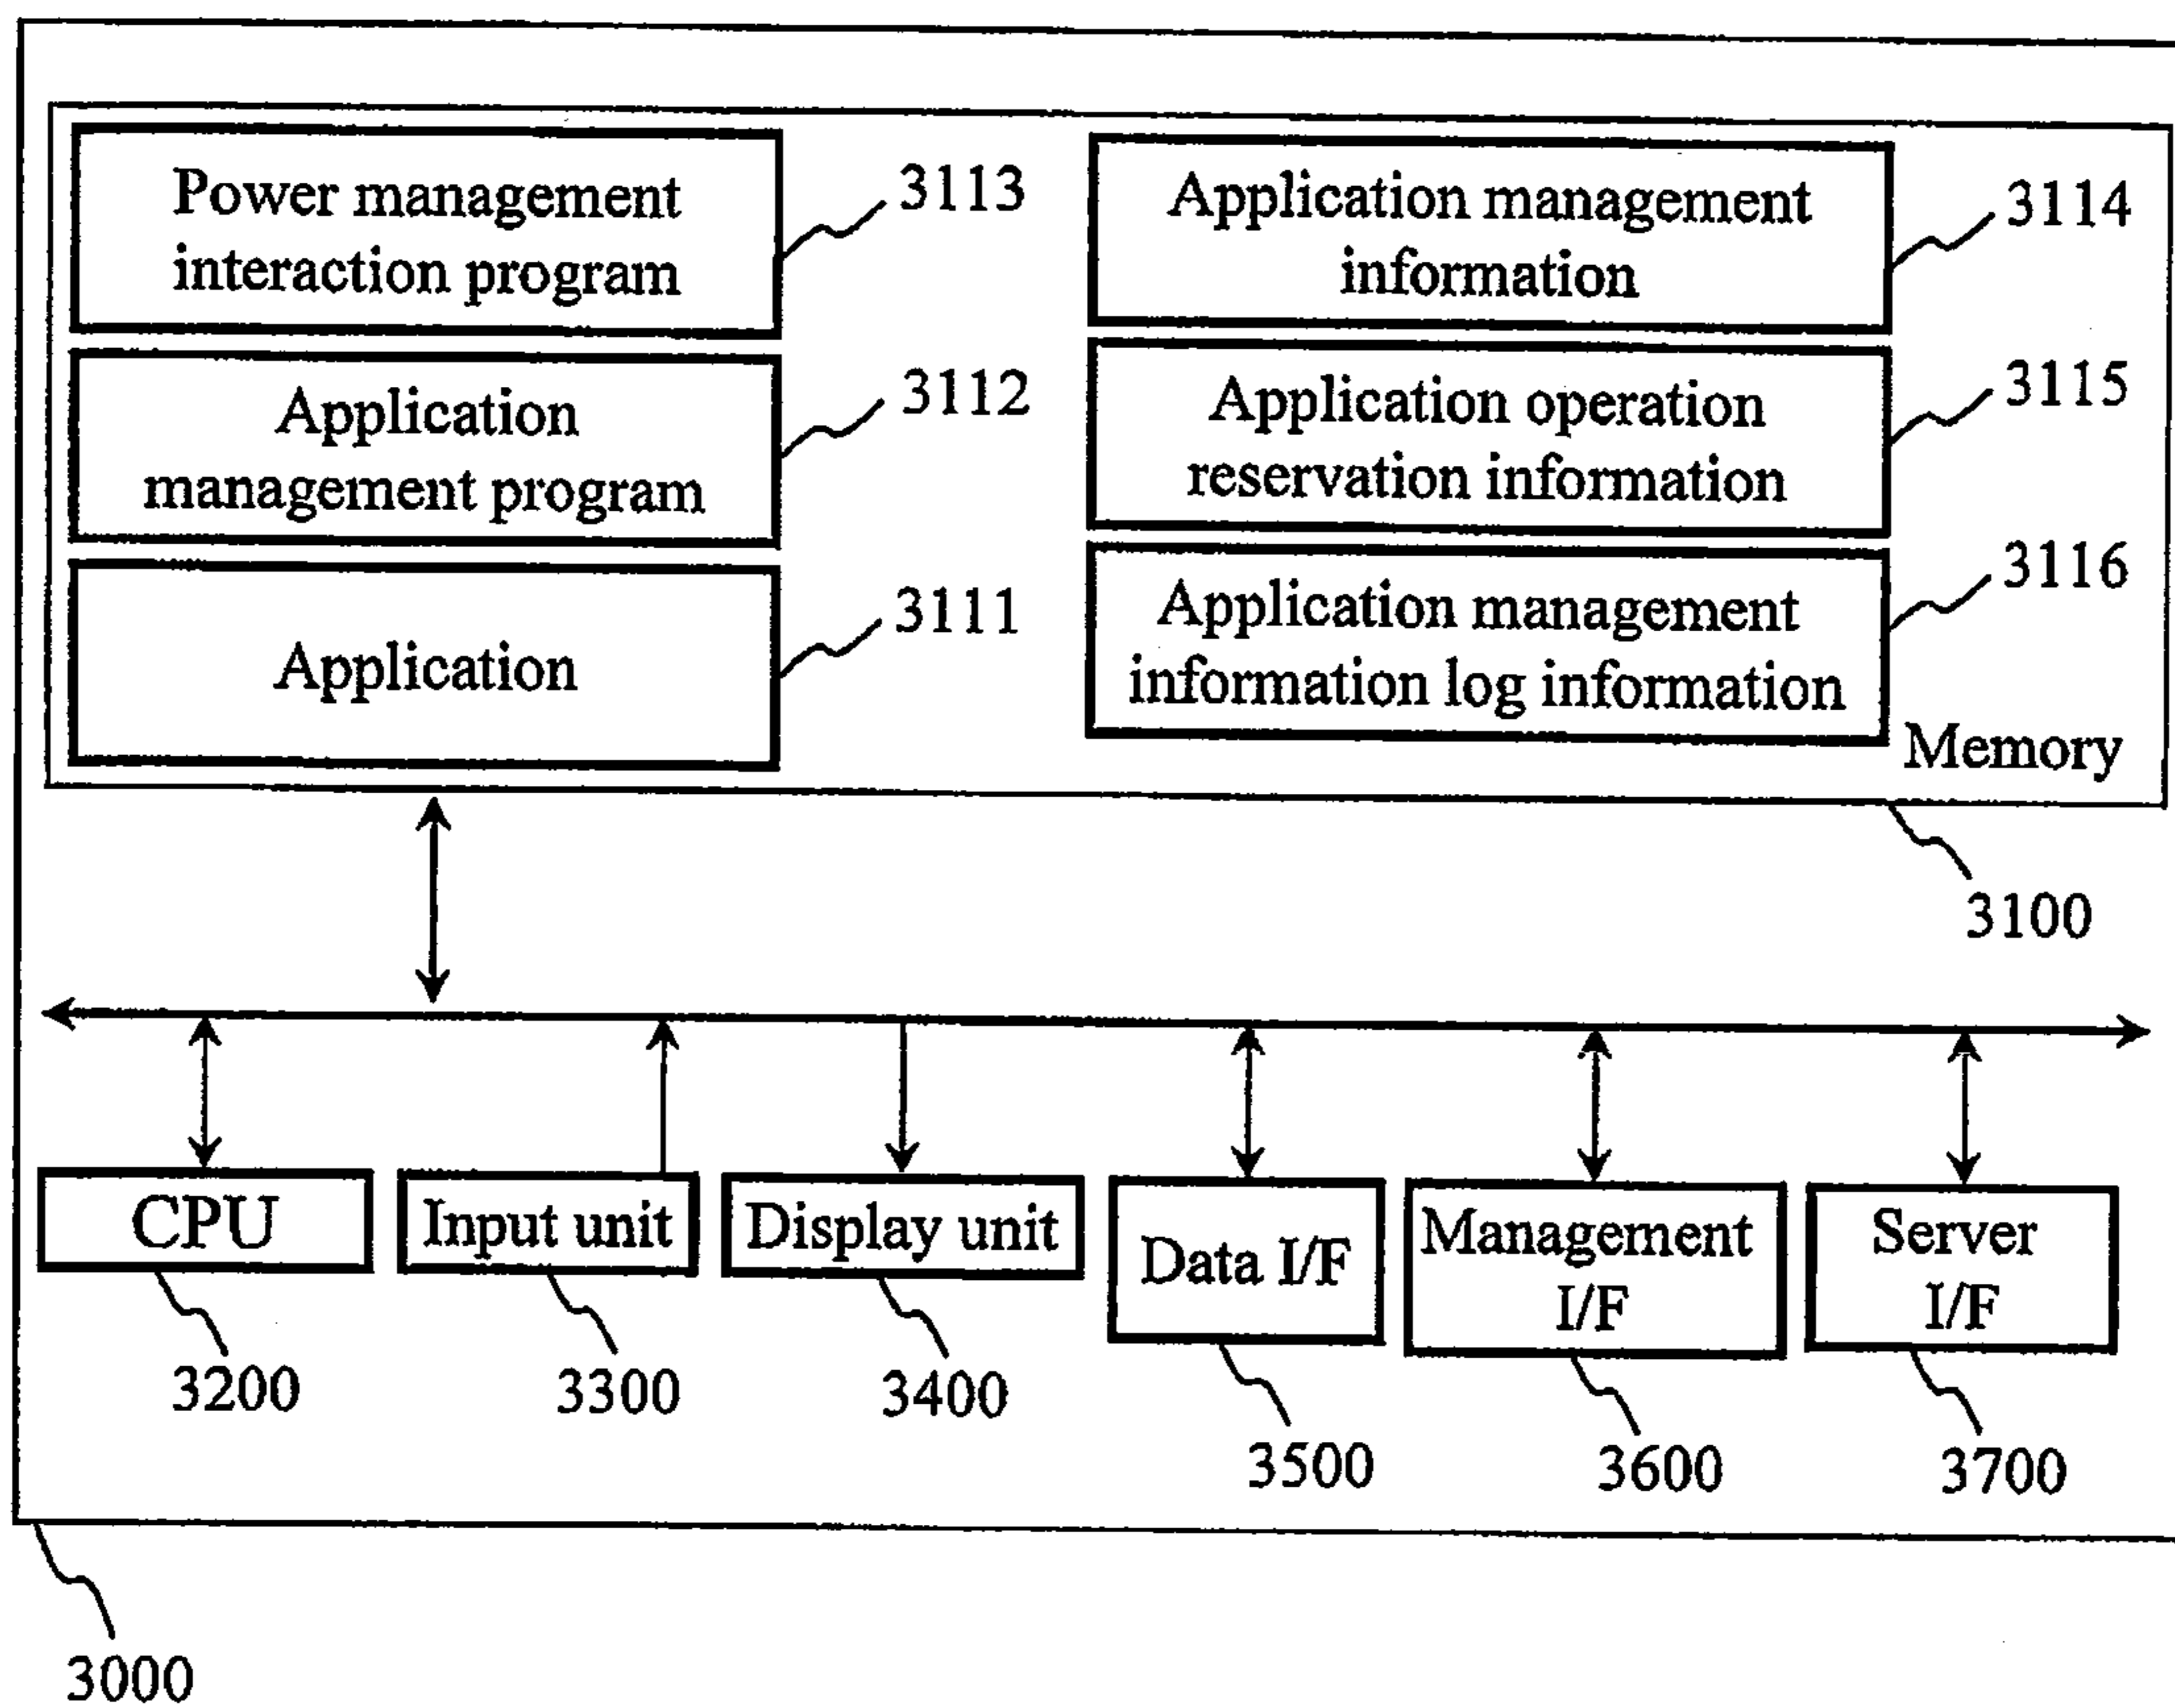 Power management
interaction program
3113
Application
management program
3112
Application
3111
Application management
information
3114
Application operation
reservation information
3115
Application management
information log information
3116
Memory
3100
CPU
3200
Input unit
3300
Display unit
3400
Data I/F
3500
Management
I/F
3600
Server
I/F
3700
3000